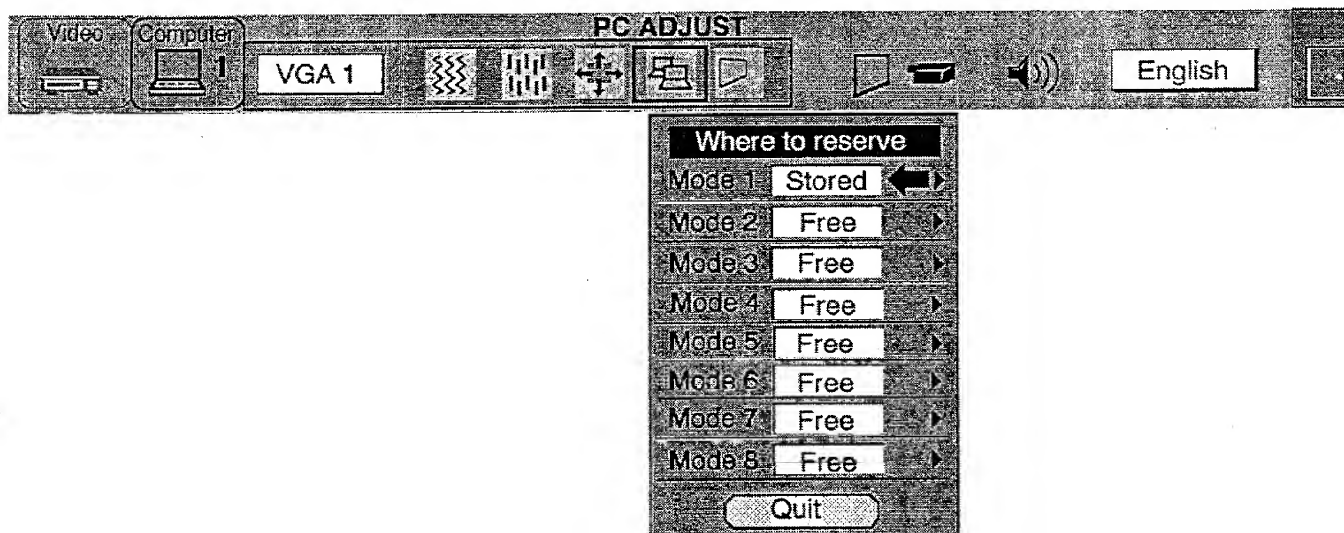 PC ADJUST
Video
Computer
1
VGA 1
English
Where to reserve
Mode 1 Stored
Mode 2 Free
Mode 3 Free
Mode 4 Free
Mode 5 Free
Mode 6 Free
Mode 7 Free
Mode 8 Free
Quit